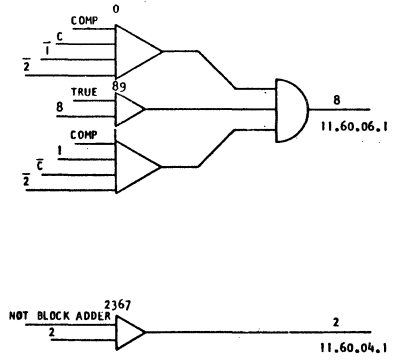 0
COMP
C
1̅
2̅
89
TRUE
8
8
11.60.06.1
COMP
1
C̅
2̅
2367
NOT BLOCK ADDER
2
2
11.60.04.1